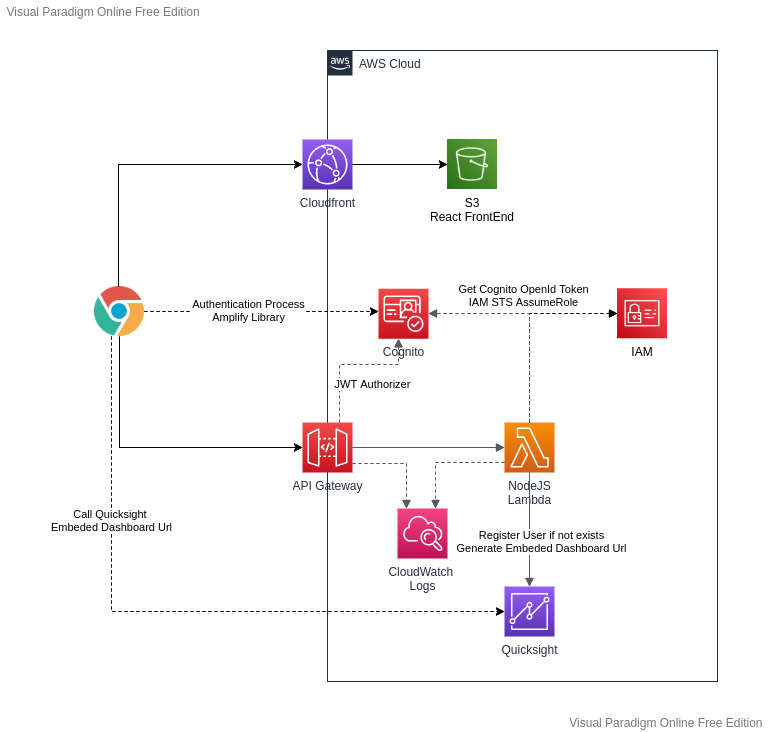 Visual Paradigm Online Free Edition
aws
AWS Cloud
Cloudfront
S3
React FrontEnd
Authentication Process
Amplify Library
Get Cognito OpenId Token
IAM STS AssumeRole
Cognito
IAM
JWT Authorizer
API Gateway
NodeJS
Lambda
Call Quicksight
Embeded Dashboard Url
Register User if not exists
Generate Embeded Dashboard Url
CloudWatch
Logs
Quicksight
Visual Paradigm Online Free Edition